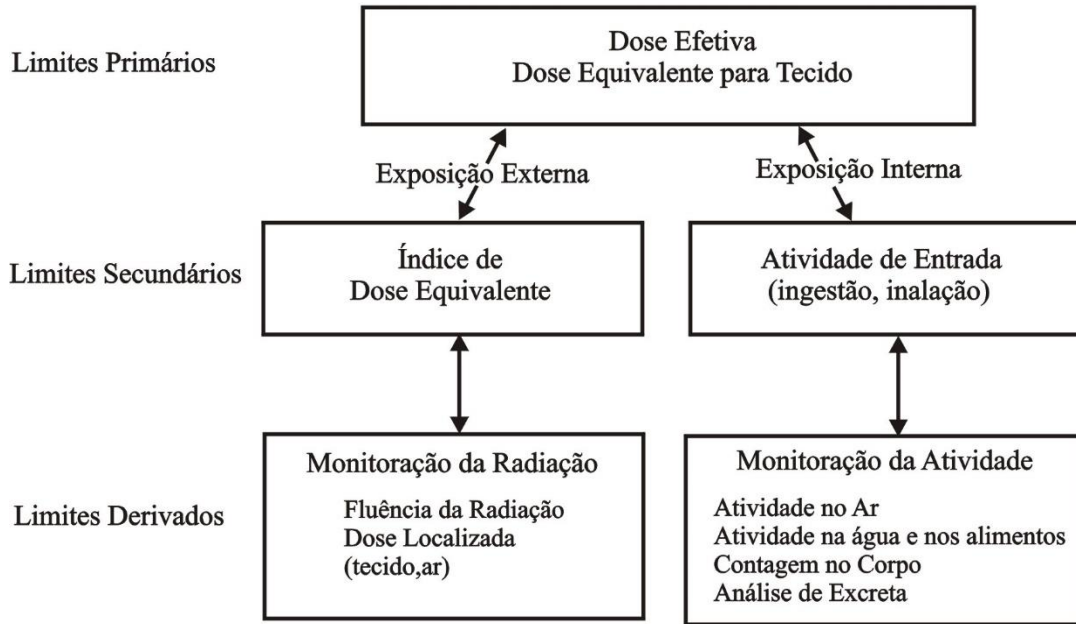 Limites Primários
Dose Efetiva
Dose Equivalente para Tecido
Exposição Externa
Exposição Interna
Limites Secundários
Índice de
Dose Equivalente
Atividade de Entrada
(ingestão, inalação)
Limites Derivados
Monitoração da Radiação
Fluência da Radiação
Dose Localizada
(tecido,ar)
Monitoração da Atividade
Atividade no Ar
Atividade na água e nos alimentos
Contagem no Corpo
Análise de Excreta